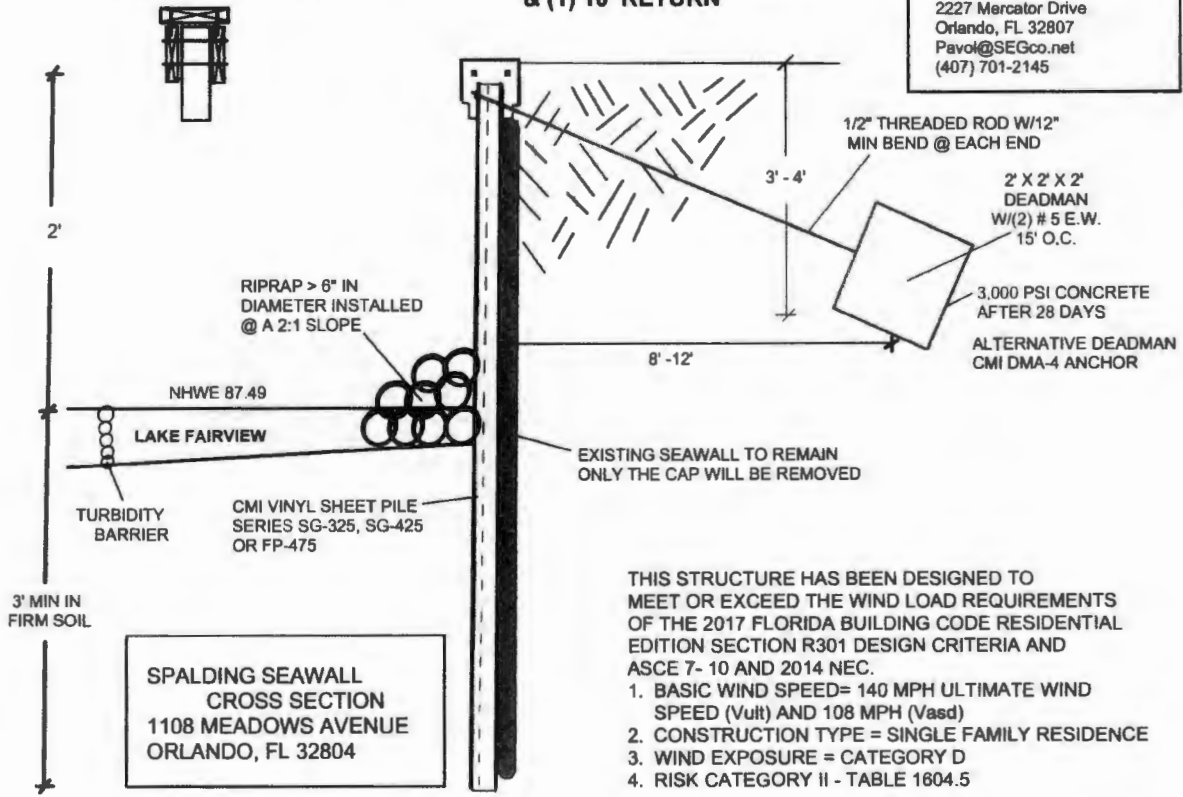 & (1) 10' RETURN
2227 Mercator Drive
Orlando, FL 32807
Pavol@SEGco.net
(407) 701-2145
1/2" THREADED ROD W/12"
MIN BEND @ EACH END
3' - 4'
2' X 2' X 2'
DEADMAN
W/(2) # 5 E.W.
15' O.C.
2'
RIPRAP > 6" IN
DIAMETER INSTALLED
@ A 2:1 SLOPE
3,000 PSI CONCRETE
AFTER 28 DAYS
ALTERNATIVE DEADMAN
CMI DMA-4 ANCHOR
8' -12'
NHWE 87.49
LAKE FAIRVIEW
EXISTING SEAWALL TO REMAIN
ONLY THE CAP WILL BE REMOVED
TURBIDITY
BARRIER
CMI VINYL SHEET PILE
SERIES SG-325, SG-425
OR FP-475
3' MIN IN
FIRM SOIL
SPALDING SEAWALL
CROSS SECTION
1108 MEADOWS AVENUE
ORLANDO, FL 32804
THIS STRUCTURE HAS BEEN DESIGNED TO
MEET OR EXCEED THE WIND LOAD REQUIREMENTS
OF THE 2017 FLORIDA BUILDING CODE RESIDENTIAL
EDITION SECTION R301 DESIGN CRITERIA AND
ASCE 7- 10 AND 2014 NEC.
1. BASIC WIND SPEED= 140 MPH ULTIMATE WIND
SPEED (Vult) AND 108 MPH (Vasd)
2. CONSTRUCTION TYPE = SINGLE FAMILY RESIDENCE
3. WIND EXPOSURE = CATEGORY D
4. RISK CATEGORY II - TABLE 1604.5